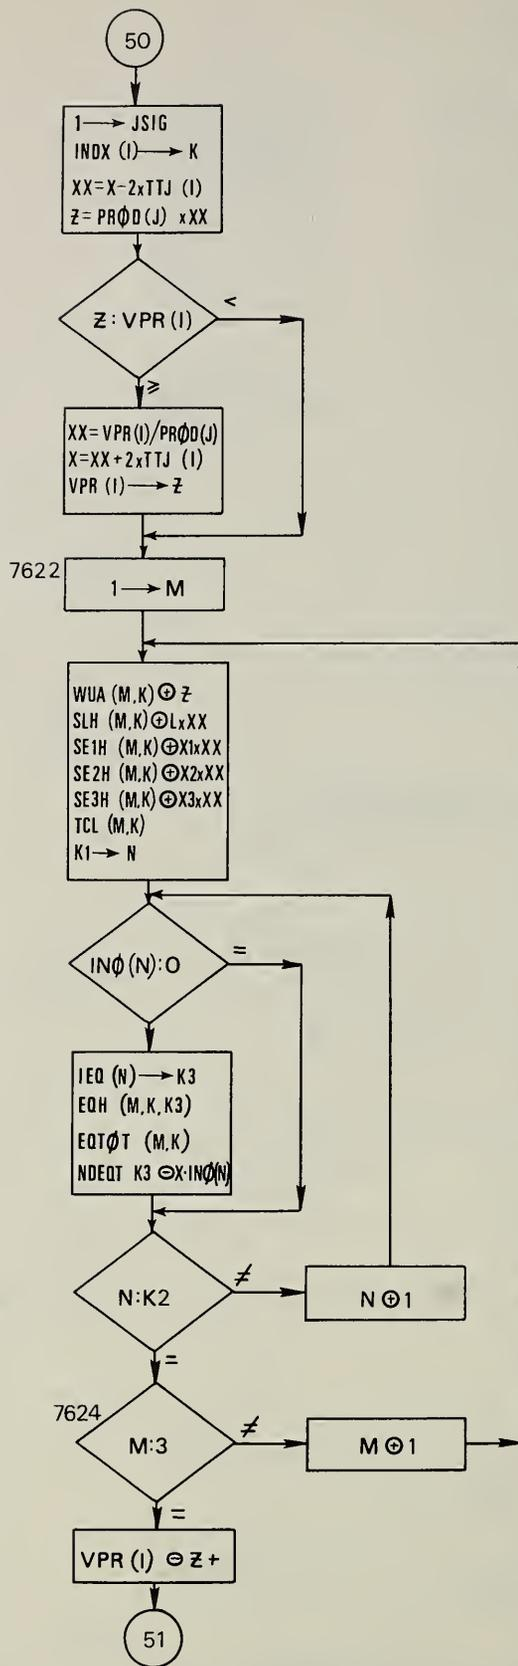 50
1 → JSIG
INDX (I) → K
XX=X-2xTTJ (I)
Z=PRØD(J) xXX
Z:VPR(I)
<
≥
XX=VPR(I)/PRØD(J)
X=XX+2xTTJ (I)
VPR (I) → Z
7622
1 → M
WUA (M,K)⊕Z
SLH (M,K)⊕LxXX
SE1H (M,K)⊕X1xXX
SE2H (M,K)⊕X2xXX
SE3H (M,K)⊕X3xXX
TCL (M,K)
K1 → N
INØ(N):0
=
IEQ (N) → K3
EQH (M,K,K3)
EQTØT (M,K)
NDEQT K3 ⊖X·INØ(N)
N:K2
≠
N⊕1
=
7624
M:3
≠
M⊕1
=
VPR (I) ⊖ Z+
51